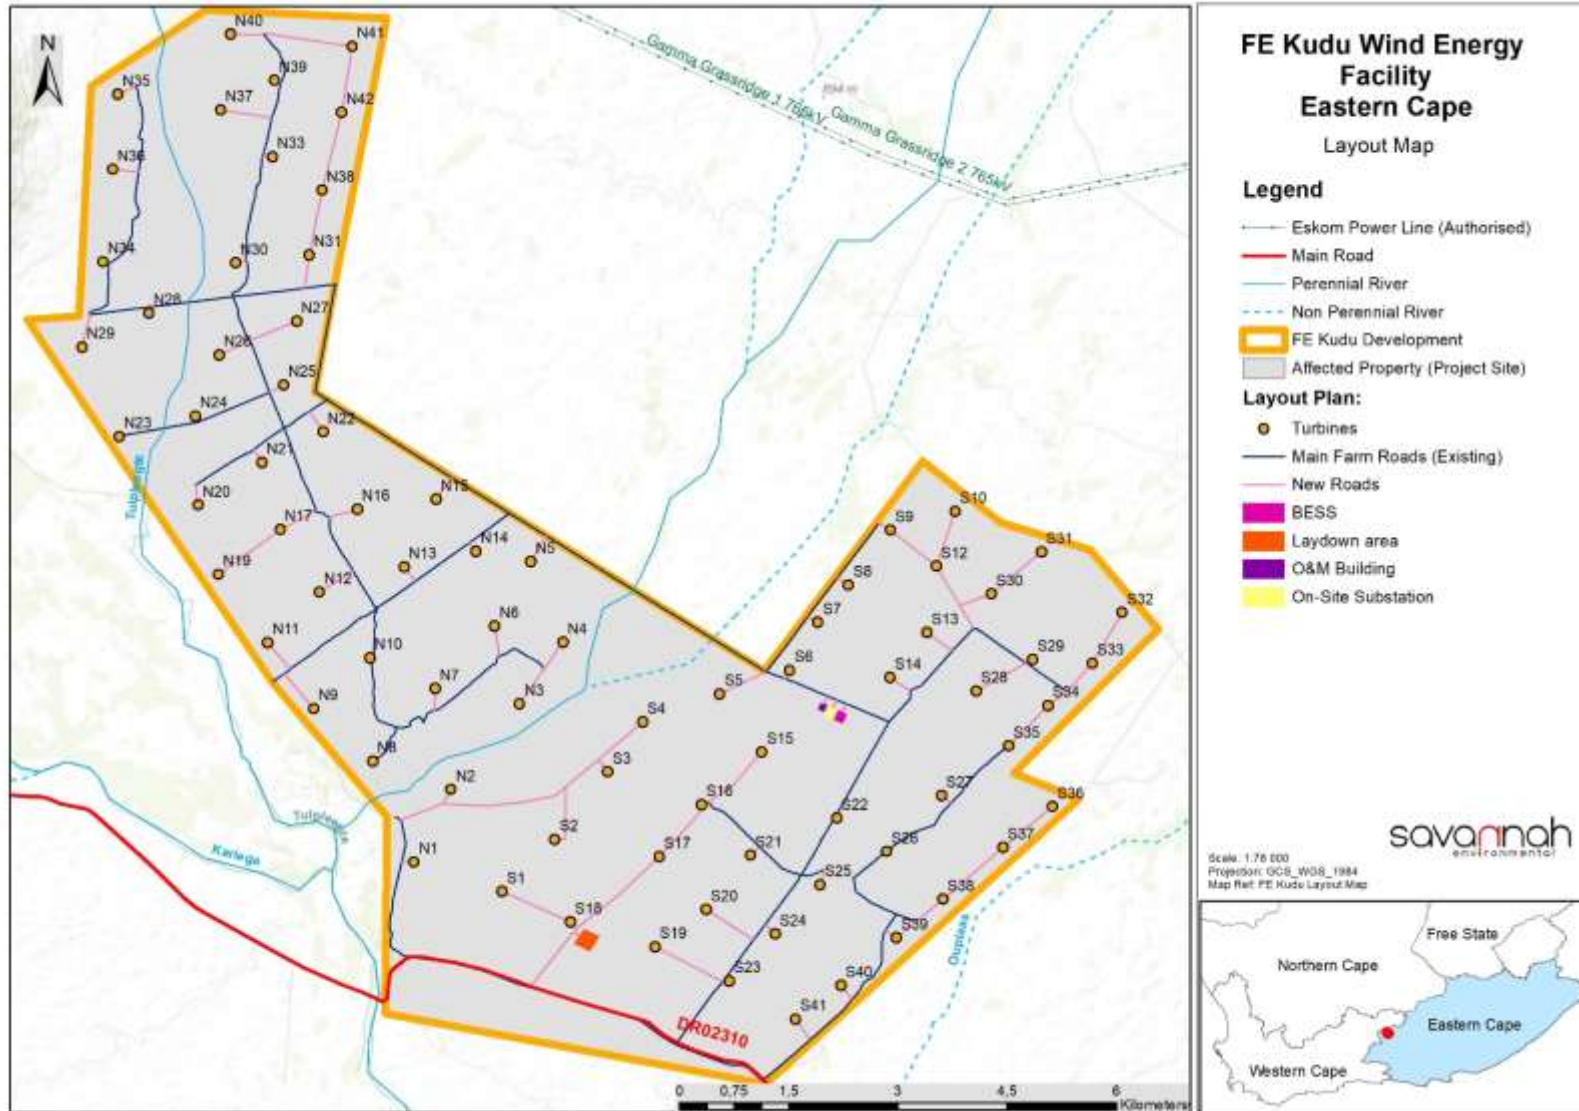 N
N40
N41
N39
N35
N37
N42
N33
N36
N38
N34
N30
N31
N28
N27
N29
N26
N25
N24
N23
N22
N21
N20
N16
N15
N17
N14
N5
N19
N13
N12
N6
N4
N11
N10
N7
N3
N9
N8
N2
N1
Gamma Grassridge 1 765kV
Gamma Grassridge 2 765kV
S10
S9
S31
S12
S8
S30
S7
S32
S13
S6
S29
S33
S14
S5
S28
S34
S4
S35
S15
S3
S27
S36
S16
S22
S2
S37
S17
S21
S26
S1
S25
S38
S18
S20
S24
S39
S19
S23
S40
S41
Kariega
DR02310
0 0,75 1,5 3 4,5 6
Kilometers
FE Kudu Wind Energy
Facility
Eastern Cape
Layout Map
Legend
Eskom Power Line (Authorised)
Main Road
Perennial River
Non Perennial River
FE Kudu Development
Affected Property (Project Site)
Layout Plan:
Turbines
Main Farm Roads (Existing)
New Roads
BESS
Laydown area
O&M Building
On-Site Substation
savannah
environmental
Projection: GCS_WGS_1984
Map Ref: FE Kudu Layout Map
Free State
Northern Cape
Eastern Cape
Western Cape